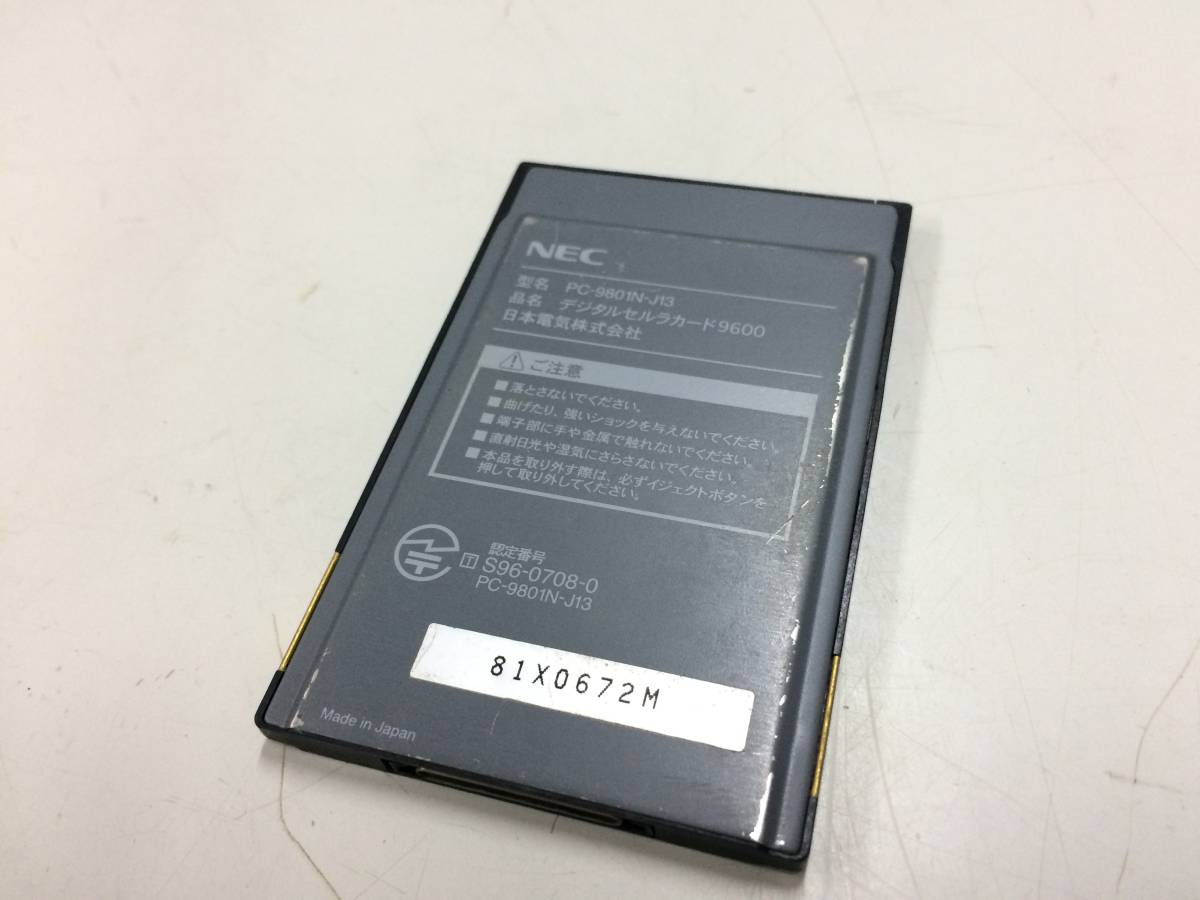 NEC
型名 PC-9801N-J13
品名 デジタルセルラカード9600
日本電気株式会社
ご注意
■落とさないでください。
■曲げたり、強いショックを与えないでください。
■端子部に手や金属で触れないでください。
■直射日光や湿気にさらさないでください。
■本品を取り外す際は、必ずイジェクトボタンを
押して取り外してください。
認定番号
T S96-0708-0
PC-9801N-J13
81X0672M
Made in Japan